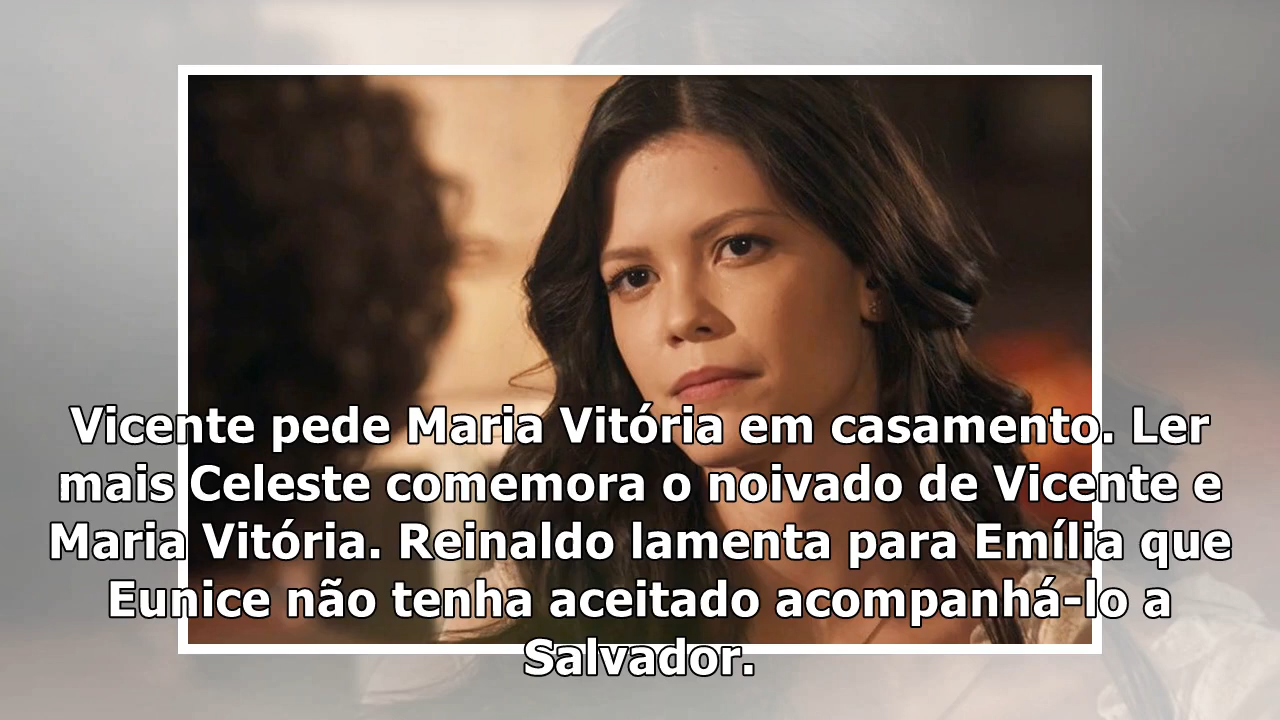 Vicente pede Maria Vitória em casamento. Ler
mais Celeste comemora o noivado de Vicente e
Maria Vitória. Reinaldo lamenta para Emília que
Eunice não tenha aceitado acompanhá-lo a
Salvador.